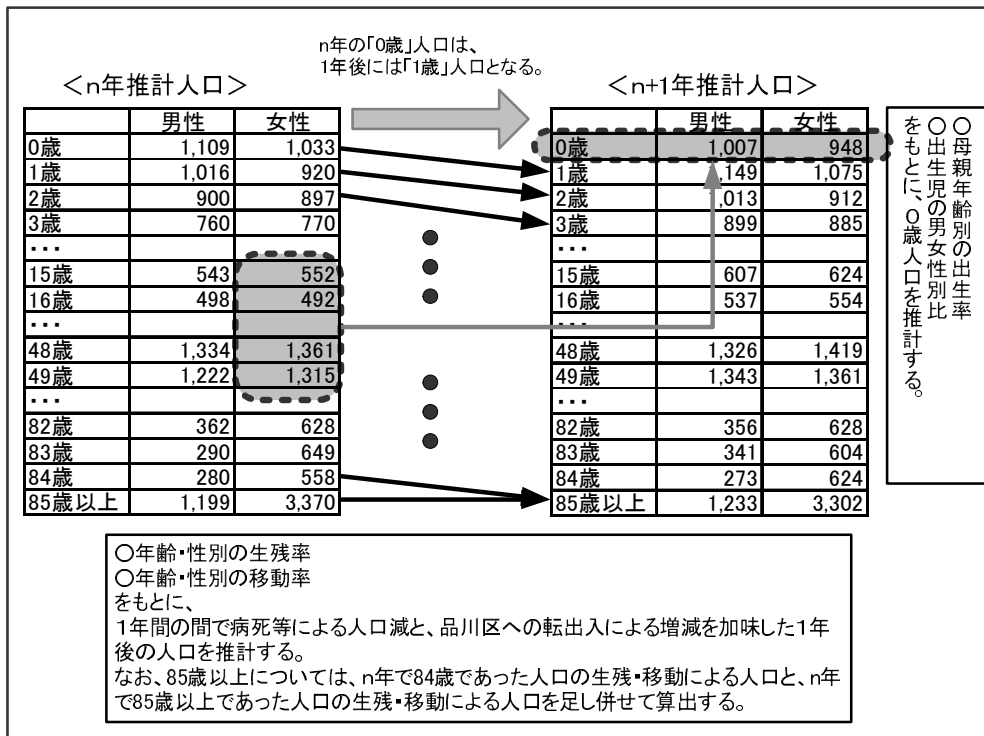 n年の「0歳」人口は、
1年後には「1歳」人口となる。
＜n年推計人口＞
男性 女性
0歳 1,109 1,033
1歳 1,016 920
2歳 900 897
3歳 760 770
・・・
15歳 543 552
16歳 498 492
・・・
48歳 1,334 1,361
49歳 1,222 1,315
・・・
82歳 362 628
83歳 290 649
84歳 280 558
85歳以上 1,199 3,370
＜n+1年推計人口＞
男性 女性
0歳 1,007 948
1歳 1,149 1,075
2歳 1,013 912
3歳 899 885
・・・
15歳 607 624
16歳 537 554
・・・
48歳 1,326 1,419
49歳 1,343 1,361
・・・
82歳 356 628
83歳 341 604
84歳 273 624
85歳以上 1,233 3,302
○母親年齢別の出生率
○出生児の男女性別比
をもとに、0歳人口を推計する。
○年齢・性別の生残率
○年齢・性別の移動率
をもとに、
1年間の間で病死等による人口減と、品川区への転出入による増減を加味した1年
後の人口を推計する。
なお、85歳以上については、n年で84歳であった人口の生残・移動による人口と、n年
で85歳以上であった人口の生残・移動による人口を足し併せて算出する。